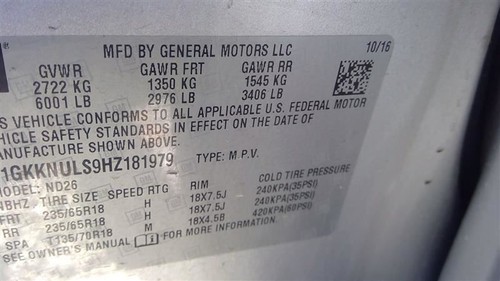 MFD BY GENERAL MOTORS LLC 10/16
GVWR GAWR FRT GAWR RR
2722 KG 1350 KG 1545 KG
6001 LB 2976 LB 3406 LB
S VEHICLE CONFORMS TO ALL APPLICABLE U.S. FEDERAL MOTOR
VEHICLE SAFETY STANDARDS IN EFFECT ON THE DATE OF
MANUFACTURE SHOWN ABOVE.
1GKKNULS9HZ181979 TYPE: M.P.V.
MODEL: ND26
4BHZ TIRE SIZE SPEED RTG RIM COLD TIRE PRESSURE
FRT 235/65R18 H 18X7.5J 240KPA(35PSI)
RR 235/65R18 H 18X7.5J 240KPA(35PSI)
SPA T135/70R18 M 18X4.5B 420KPA(60PSI)
SEE OWNER'S MANUAL FOR MORE INFORMATION.